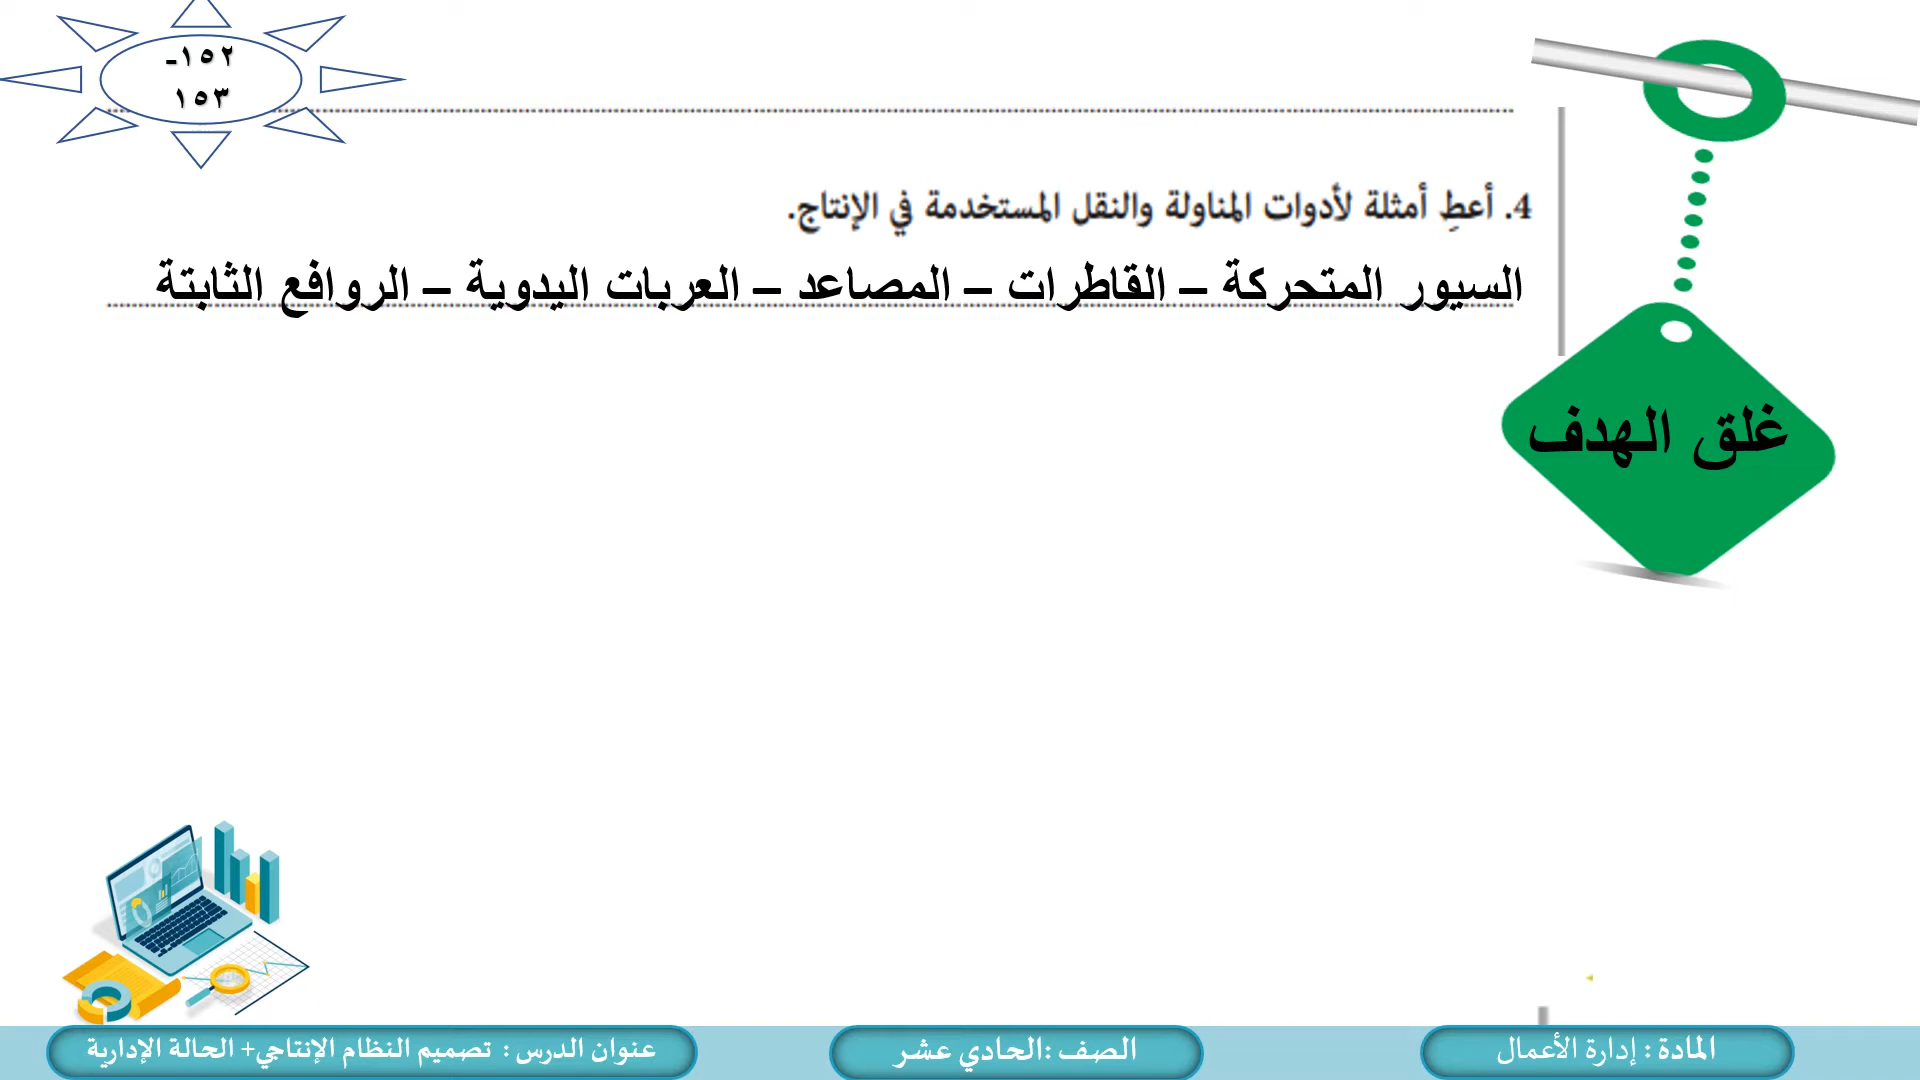 ١٥٢-
١٥٣
4. أعطِ أمثلة لأدوات المناولة والنقل المستخدمة في الإنتاج.
السيور المتحركة – القاطرات – المصاعد – العربات اليدوية – الروافع الثابتة
غلق الهدف
المادة : إدارة الأعمال
الصف :الحادي عشر
عنوان الدرس : تصميم النظام الإنتاجي+ الحالة الإدارية